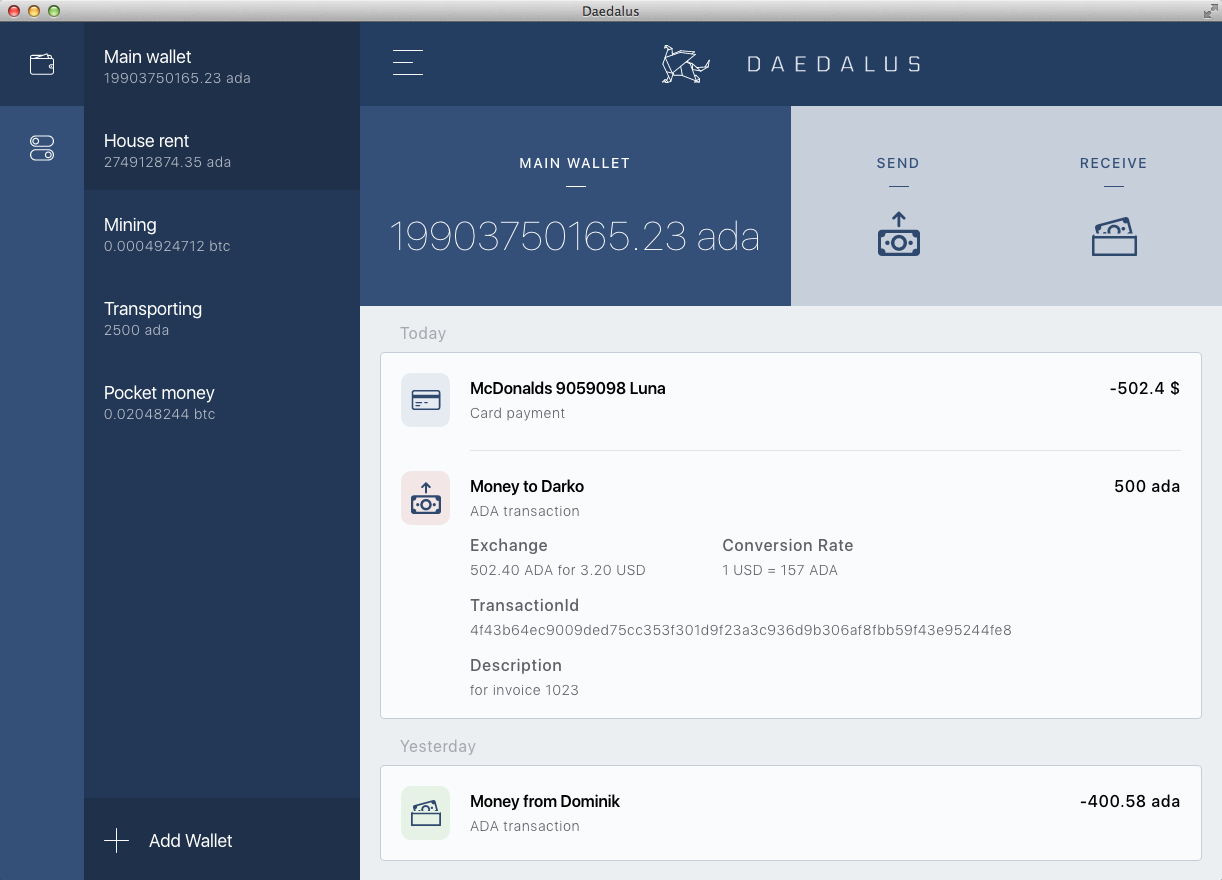 Daedalus
Main wallet
19903750165.23 ada
House rent
274912874.35 ada
Mining
0.0004924712 btc
Transporting
2500 ada
Pocket money
0.02048244 btc
Add Wallet
DAEDALUS
MAIN WALLET
19903750165.23 ada
SEND
RECEIVE
Today
McDonalds 9059098 Luna
-502.4 $
Card payment
Money to Darko
500 ada
ADA transaction
Exchange
Conversion Rate
502.40 ADA for 3.20 USD
1 USD = 157 ADA
TransactionId
4f43b64ec9009ded75cc353f301d9f23a3c936d9b306af8fbb59f43e95244fe8
Description
for invoice 1023
Yesterday
Money from Dominik
-400.58 ada
ADA transaction